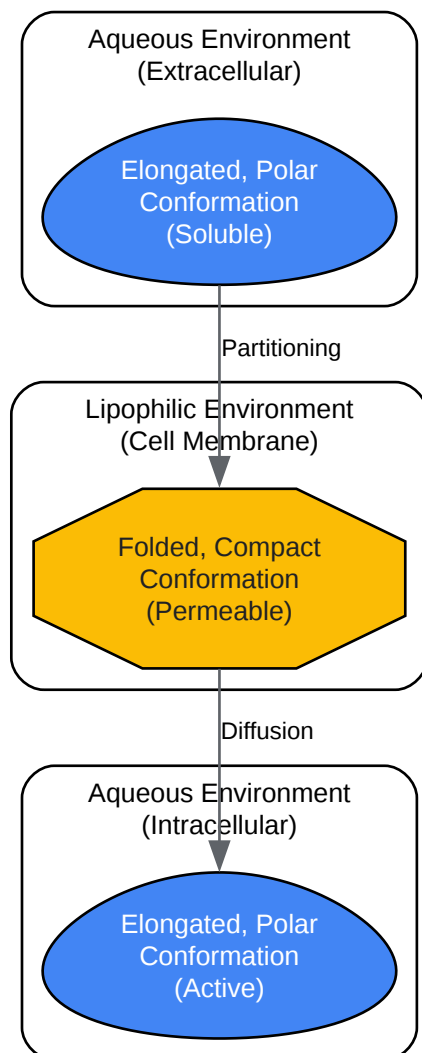 Aqueous Environment
(Extracellular)
Elongated, Polar
Conformation
(Soluble)
Partitioning
Lipophilic Environment
(Cell Membrane)
Folded, Compact
Conformation
(Permeable)
Diffusion
Aqueous Environment
(Intracellular)
Elongated, Polar
Conformation
(Active)